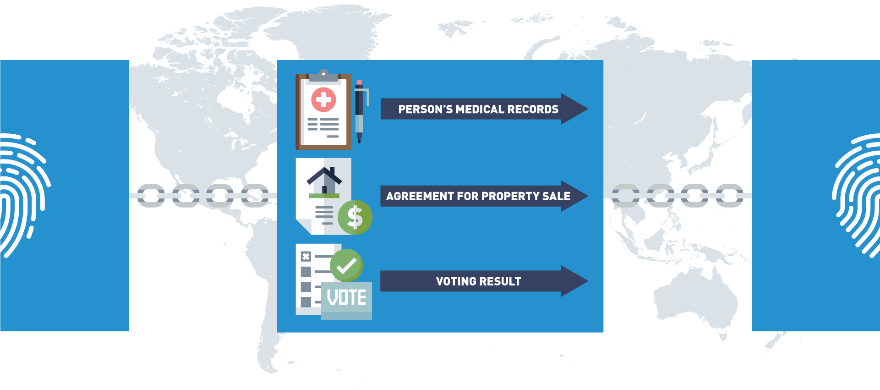 PERSON'S MEDICAL RECORDS
AGREEMENT FOR PROPERTY SALE
$
VOTING RESULT
VOTE